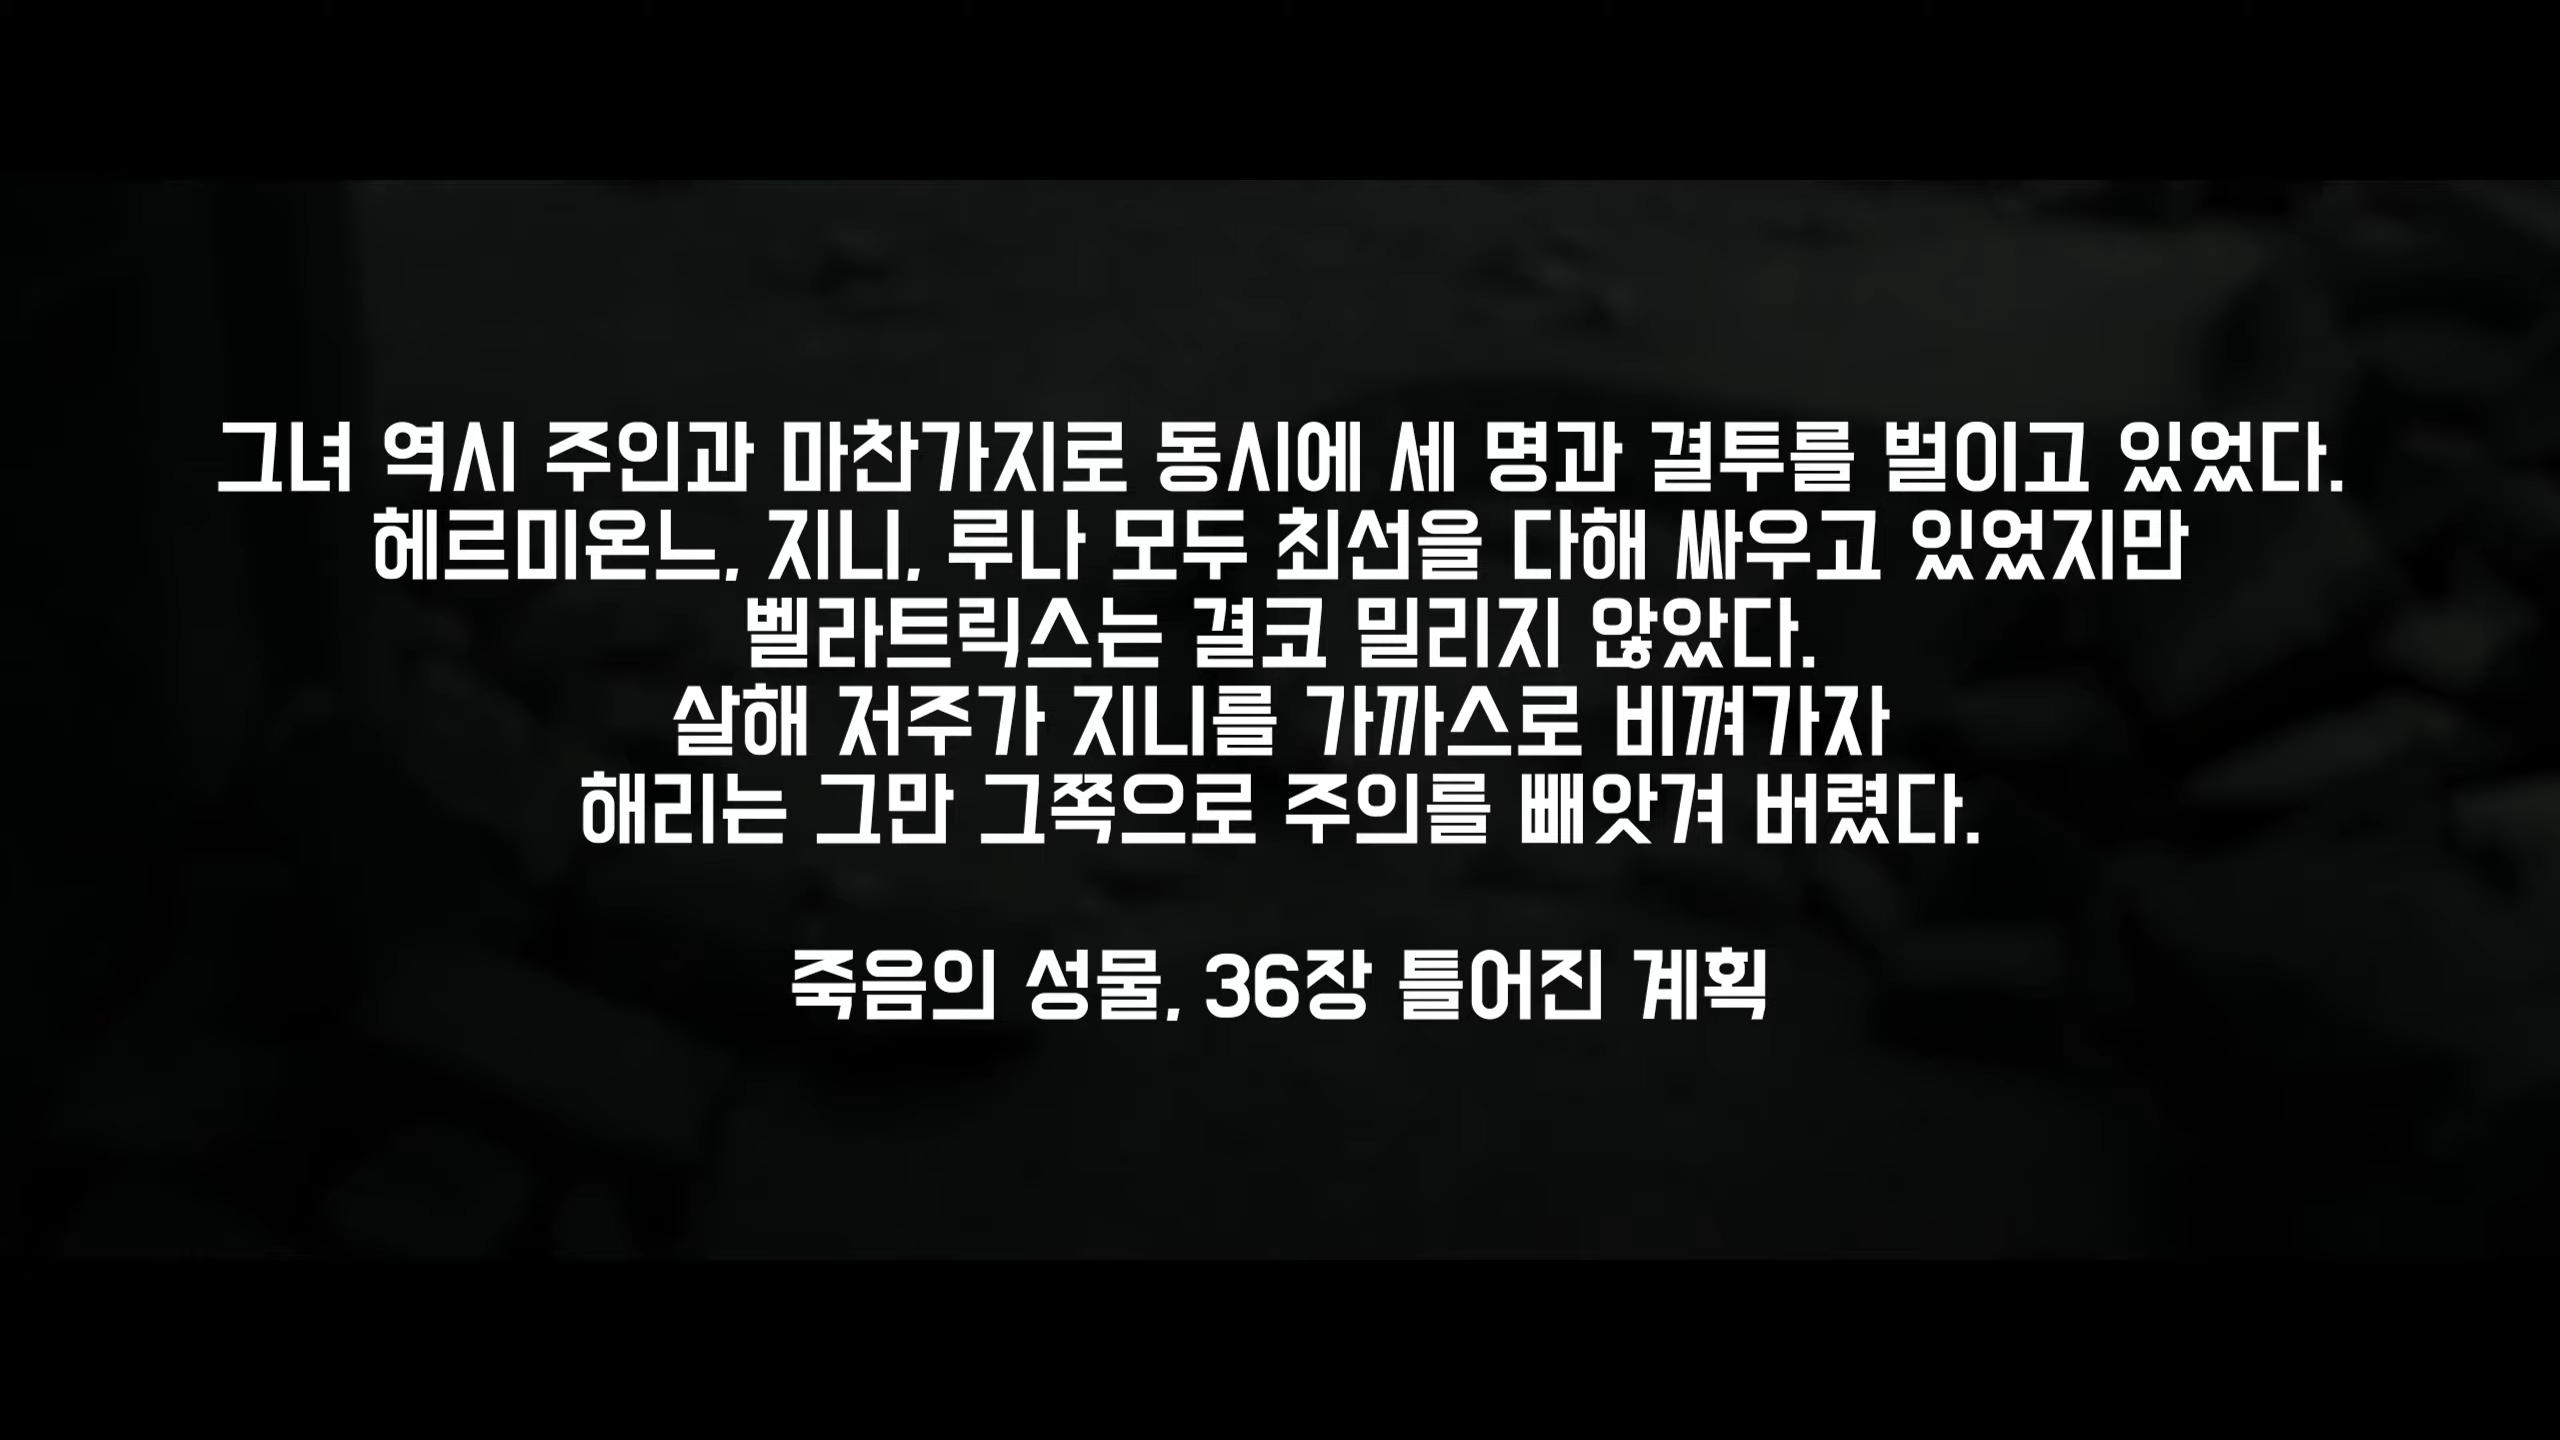 그녀 역시 주인과 마찬가지로 동시에 세 명과 결투를 벌이고 있었다.
헤르미온느, 지니, 루나 모두 최선을 다해 싸우고 있었지만
벨라트릭스는 결코 밀리지 않았다.
살해 저주가 지니를 가까스로 비껴가자
해리는 그만 그쪽으로 주의를 빼앗겨 버렸다.
죽음의 성물, 36장 틀어진 계획